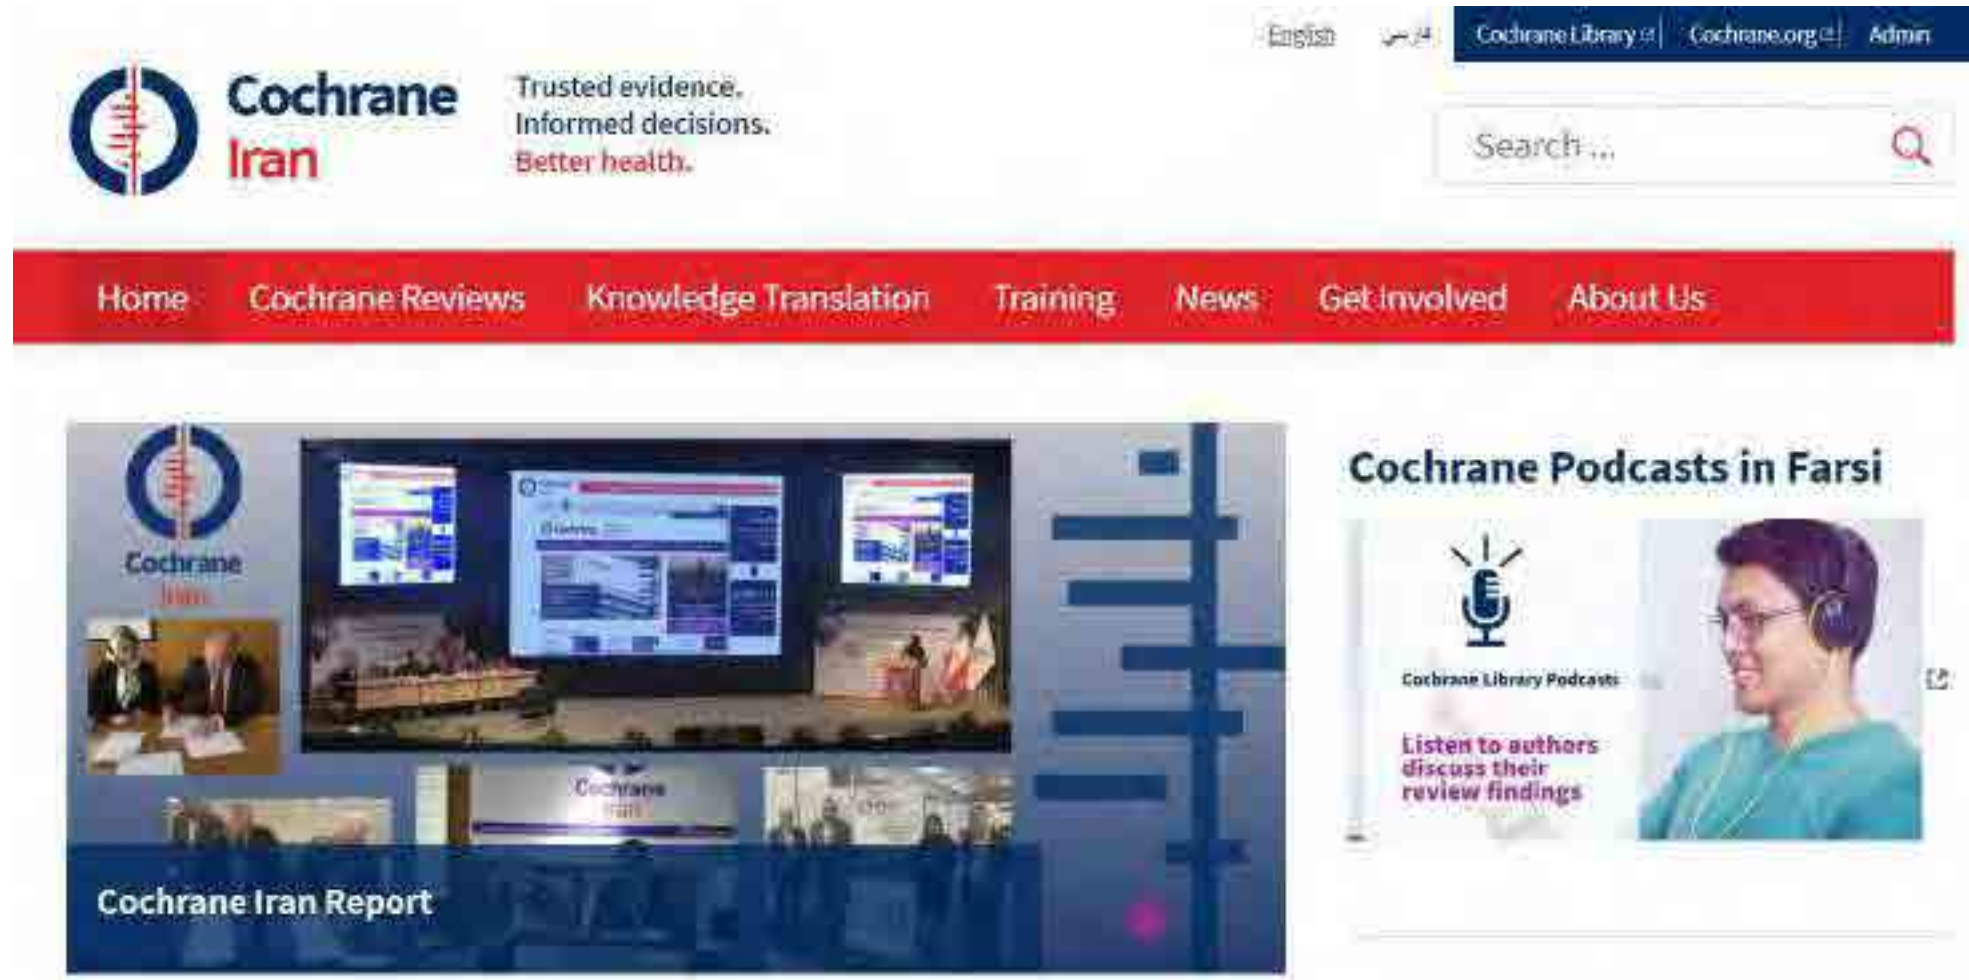 English
فارسی
Cochrane Library
Cochrane.org
Admin
Cochrane
Iran
Trusted evidence.
Informed decisions.
Better health.
Search ...
Home
Cochrane Reviews
Knowledge Translation
Training
News
Get Involved
About Us
Cochrane
Iran
Cochrane
Iran
Cochrane Iran Report
Cochrane Podcasts in Farsi
Cochrane Library Podcasts
Listen to authors
discuss their
review findings